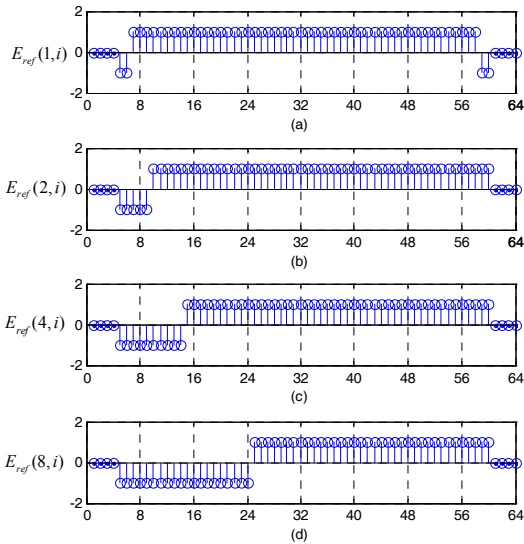 2
E_ref(1,i) 0
-2
0 8 16 24 32 40 48 56 64
(a)
2
E_ref(2,i) 0
-2
0 8 16 24 32 40 48 56 64
(b)
2
E_ref(4,i) 0
-2
0 8 16 24 32 40 48 56 64
(c)
2
E_ref(8,i) 0
-2
0 8 16 24 32 40 48 56 64
(d)